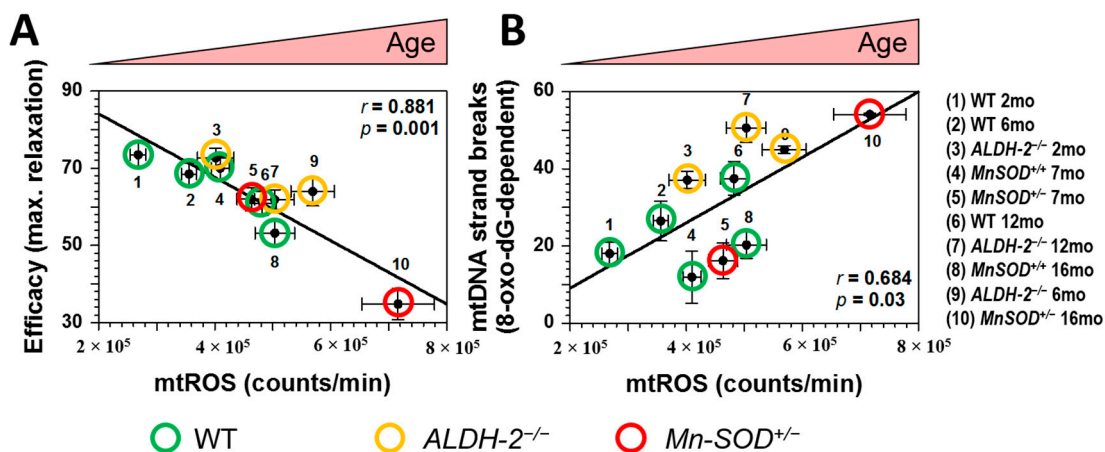 A
Age
B
Age
Efficacy (max. relaxation)
90
70
50
30
r = 0.881
p = 0.001
1
2
3
4
5
6
7
8
9
10
2 × 10⁵
4 × 10⁵
6 × 10⁵
8 × 10⁵
mtROS (counts/min)
mtDNA strand breaks
(8-oxo-dG-dependent)
60
40
20
0
1
2
3
4
5
6
7
8
9
10
r = 0.684
p = 0.03
2 × 10⁵
4 × 10⁵
6 × 10⁵
8 × 10⁵
mtROS (counts/min)
(1) WT 2mo
(2) WT 6mo
(3) ALDH-2⁻/⁻ 2mo
(4) MnSOD⁺/⁺ 7mo
(5) MnSOD⁺/⁻ 7mo
(6) WT 12mo
(7) ALDH-2⁻/⁻ 12mo
(8) MnSOD⁺/⁺ 16mo
(9) ALDH-2⁻/⁻ 6mo
(10) MnSOD⁺/⁻ 16mo
WT
ALDH-2⁻/⁻
Mn-SOD⁺/⁻